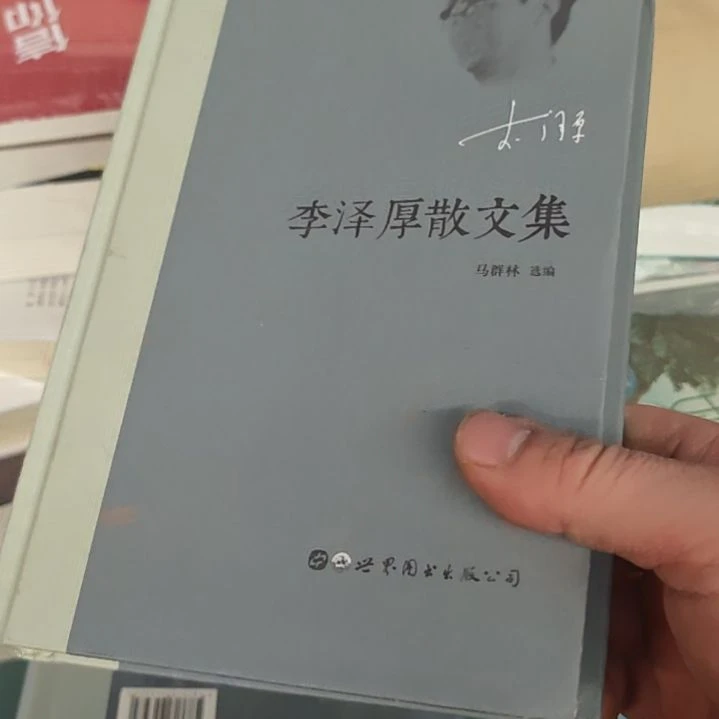 李泽厚散文集
马群林 选编
世界图书出版公司